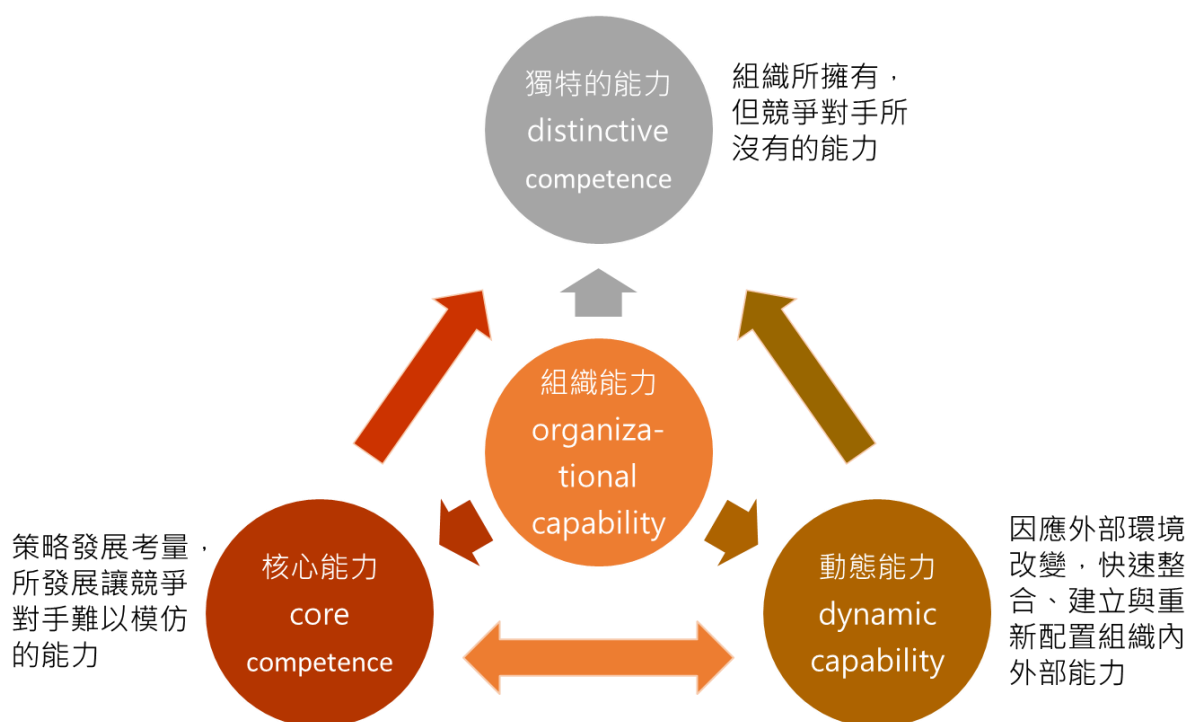 獨特的能力
distinctive
competence
組織所擁有，
但競爭對手所
沒有的能力
組織能力
organiza-
tional
capability
策略發展考量，
所發展讓競爭
對手難以模仿
的能力
核心能力
core
competence
動態能力
dynamic
capability
因應外部環境
改變，快速整
合、建立與重
新配置組織內
外部能力